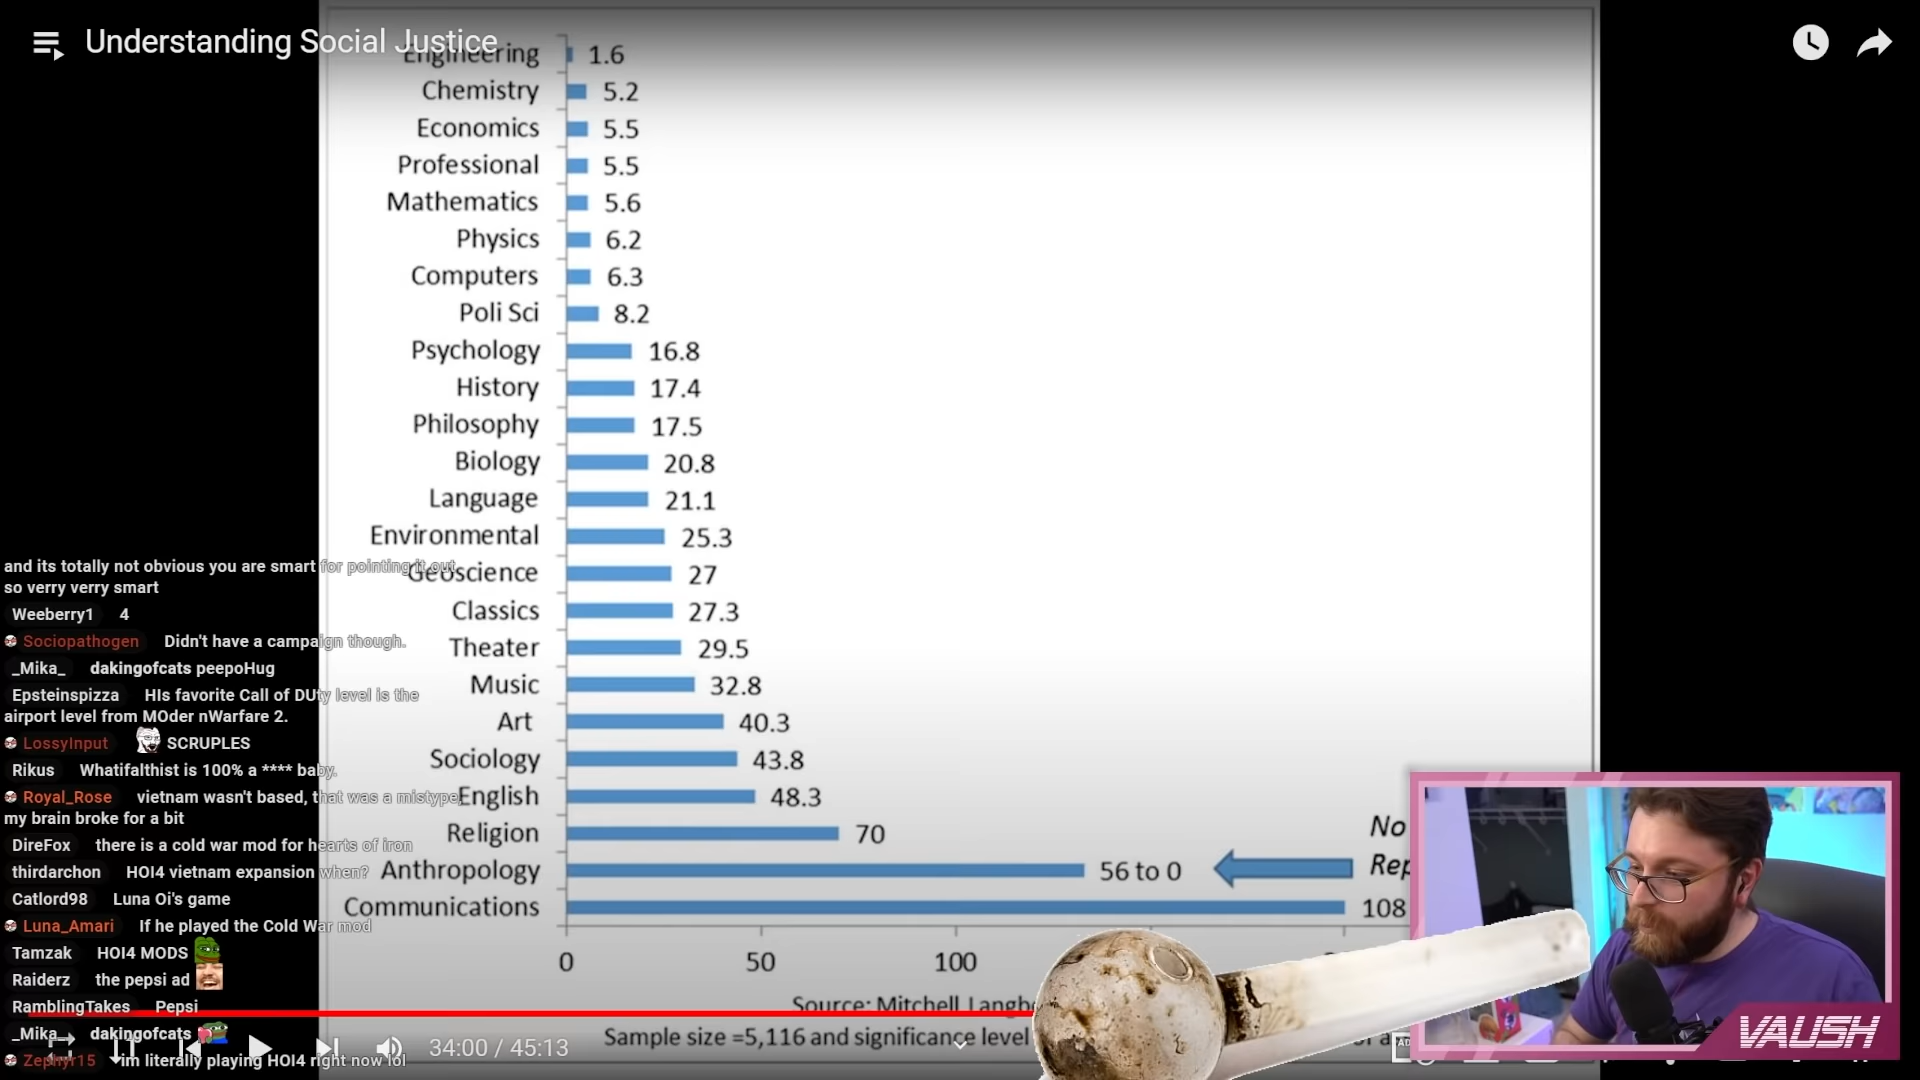 Understanding Social Justice
Engineering 1.6
Chemistry 5.2
Economics 5.5
Professional 5.5
Mathematics 5.6
Physics 6.2
Computers 6.3
Poli Sci 8.2
Psychology 16.8
History 17.4
Philosophy 17.5
Biology 20.8
Language 21.1
Environmental 25.3
Geoscience 27
Classics 27.3
Theater 29.5
Music 32.8
Art 40.3
Sociology 43.8
English 48.3
Religion 70
Anthropology 56 to 0
Communications 108
No
Rep
0 50 100
Source: Mitchell
Sample size =5,116 and significance level
and its totally not obvious you are smart for pointing it out
so verry verry smart
Weeberry1 4
Sociopathogen Didn't have a campaign though.
_Mika_ dakingofcats peepoHug
Epsteinspizza HIs favorite Call of DUty level is the
airport level from MOder nWarfare 2.
LossyInput SCRUPLES
Rikus Whatifalthist is 100% a **** baby.
Royal_Rose vietnam wasn't based, that was a mistype,
my brain broke for a bit
DireFox there is a cold war mod for hearts of iron
thirdarchon HOI4 vietnam expansion when?
Catlord98 Luna Oi's game
Luna_Amari If he played the Cold War mod
Tamzak HOI4 MODS
Raiderz the pepsi ad
RamblingTakes Pepsi
_Mika_ dakingofcats
Zephyr15 im literally playing HOI4 right now lol
34:00 / 45:13
VAUSH